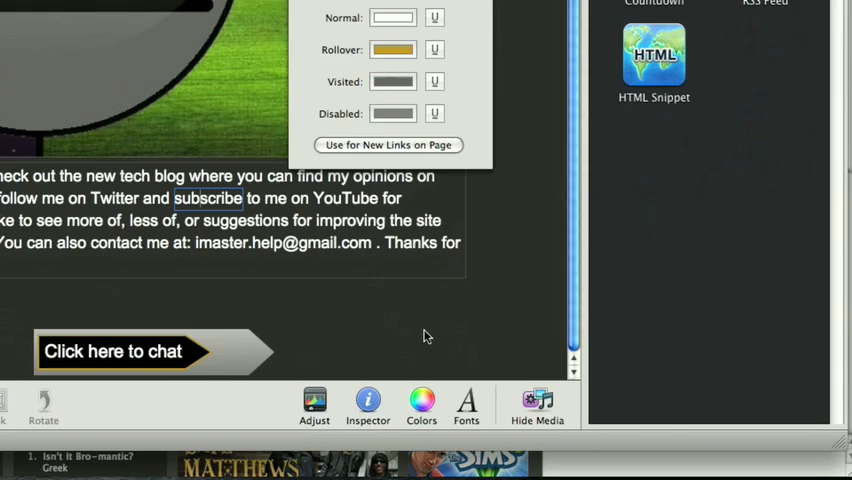 Countdown
RSS Feed
Normal:
U
Rollover:
U
Visited:
U
Disabled:
U
Use for New Links on Page
HTML
HTML Snippet
heck out the new tech blog where you can find my opinions on
follow me on Twitter and subscribe to me on YouTube for
ke to see more of, less of, or suggestions for improving the site
You can also contact me at: imaster.help@gmail.com . Thanks for
Click here to chat
k
Rotate
Adjust
Inspector
Colors
A
Fonts
Hide Media
1. Isn't It Bro-mantic?
Greek
MATTHEWS
THE SIMS